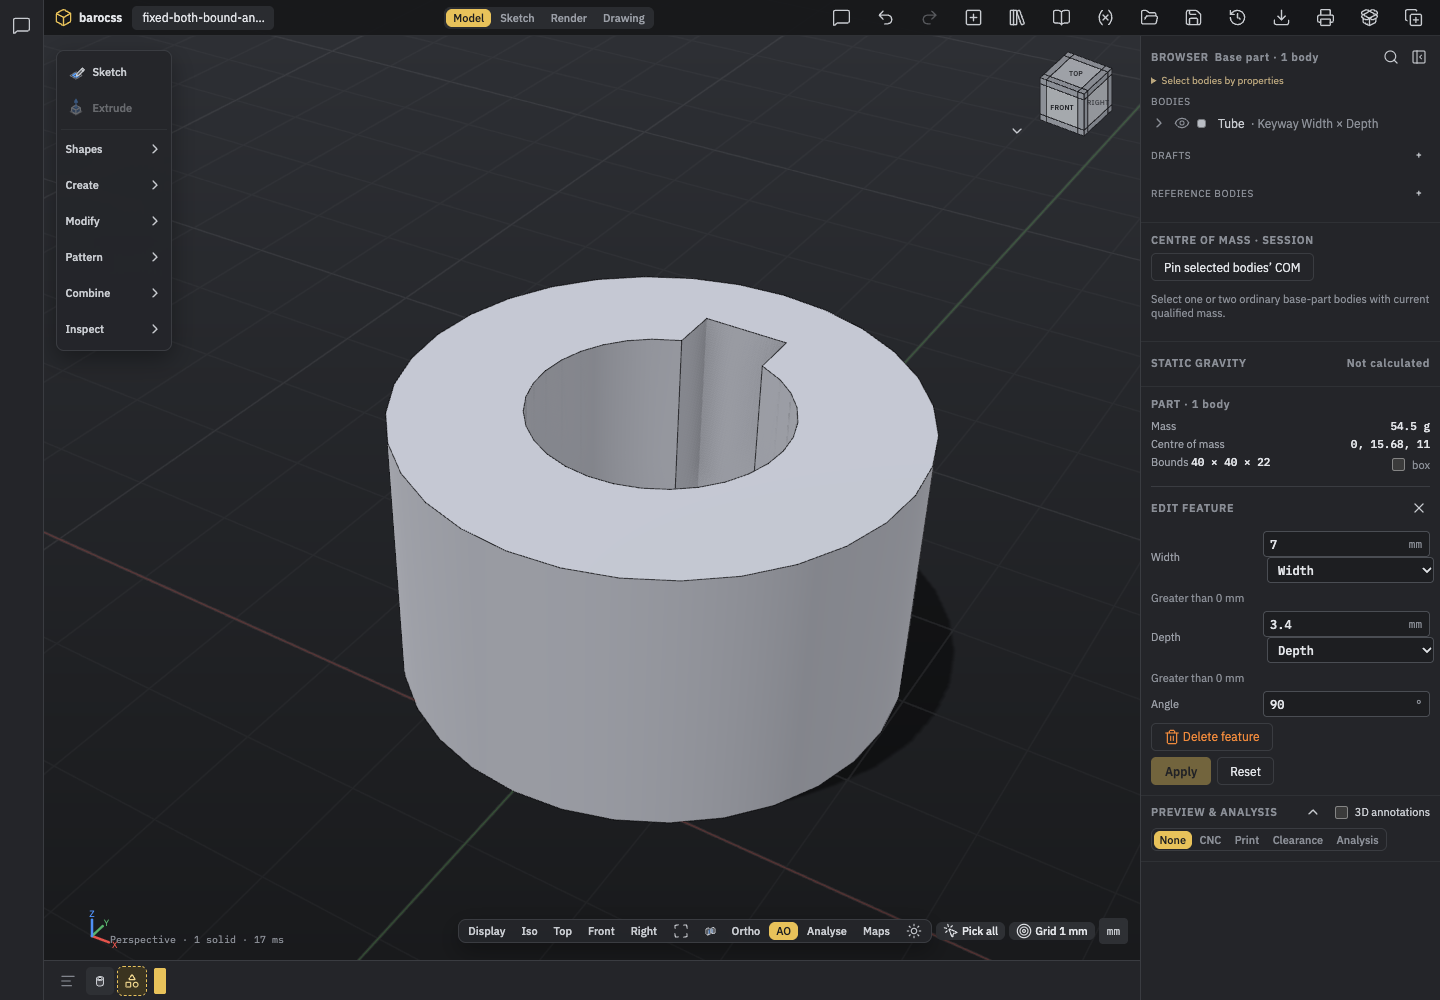 barocss
fixed-both-bound-an...
Model
Sketch
Render
Drawing
Sketch
Extrude
Shapes
Create
Modify
Pattern
Combine
Inspect
TOP
FRONT
RIGHT
BROWSER Base part · 1 body
Select bodies by properties
BODIES
Tube · Keyway Width × Depth
DRAFTS
REFERENCE BODIES
CENTRE OF MASS · SESSION
Pin selected bodies’ COM
Select one or two ordinary base-part bodies with current
qualified mass.
STATIC GRAVITY Not calculated
PART · 1 body
Mass 54.5 g
Centre of mass 0, 15.68, 11
Bounds 40 × 40 × 22 box
EDIT FEATURE
Width 7 mm
Width
Greater than 0 mm
Depth 3.4 mm
Depth
Greater than 0 mm
Angle 90 °
Delete feature
Apply Reset
PREVIEW & ANALYSIS 3D annotations
None CNC Print Clearance Analysis
Z
Y
X
Perspective · 1 solid · 17 ms
Display Iso Top Front Right Ortho AO Analyse Maps Pick all Grid 1 mm mm